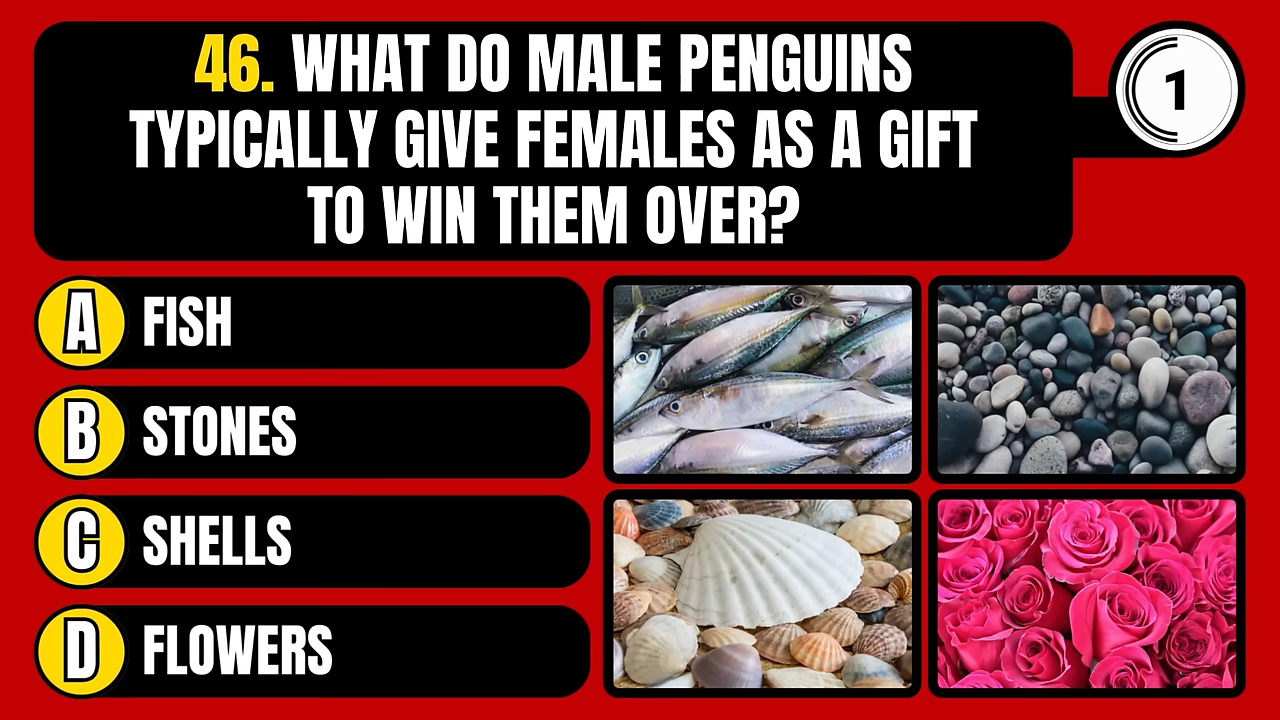 46. WHAT DO MALE PENGUINS
TYPICALLY GIVE FEMALES AS A GIFT
TO WIN THEM OVER?
1
A FISH
B STONES
C SHELLS
D FLOWERS